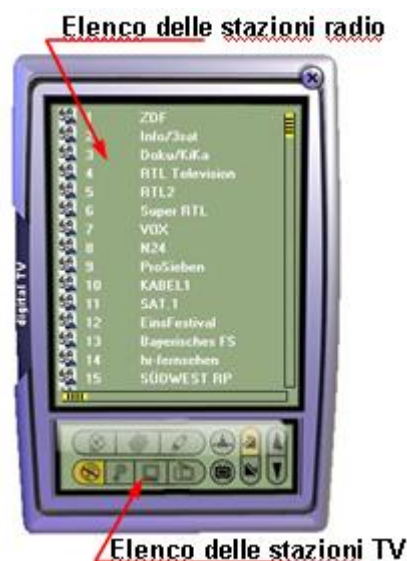 Elenco delle stazioni radio
1 ZDF
2 Info/3sat
3 Doku/KiKa
4 RTL Television
5 RTL2
6 Super RTL
7 VOX
8 N24
9 ProSieben
10 KABEL1
11 SAT.1
12 EinsFestival
13 Bayerisches FS
14 hr-fernsehen
15 SÜDWEST RP
digital TV
Elenco delle stazioni TV